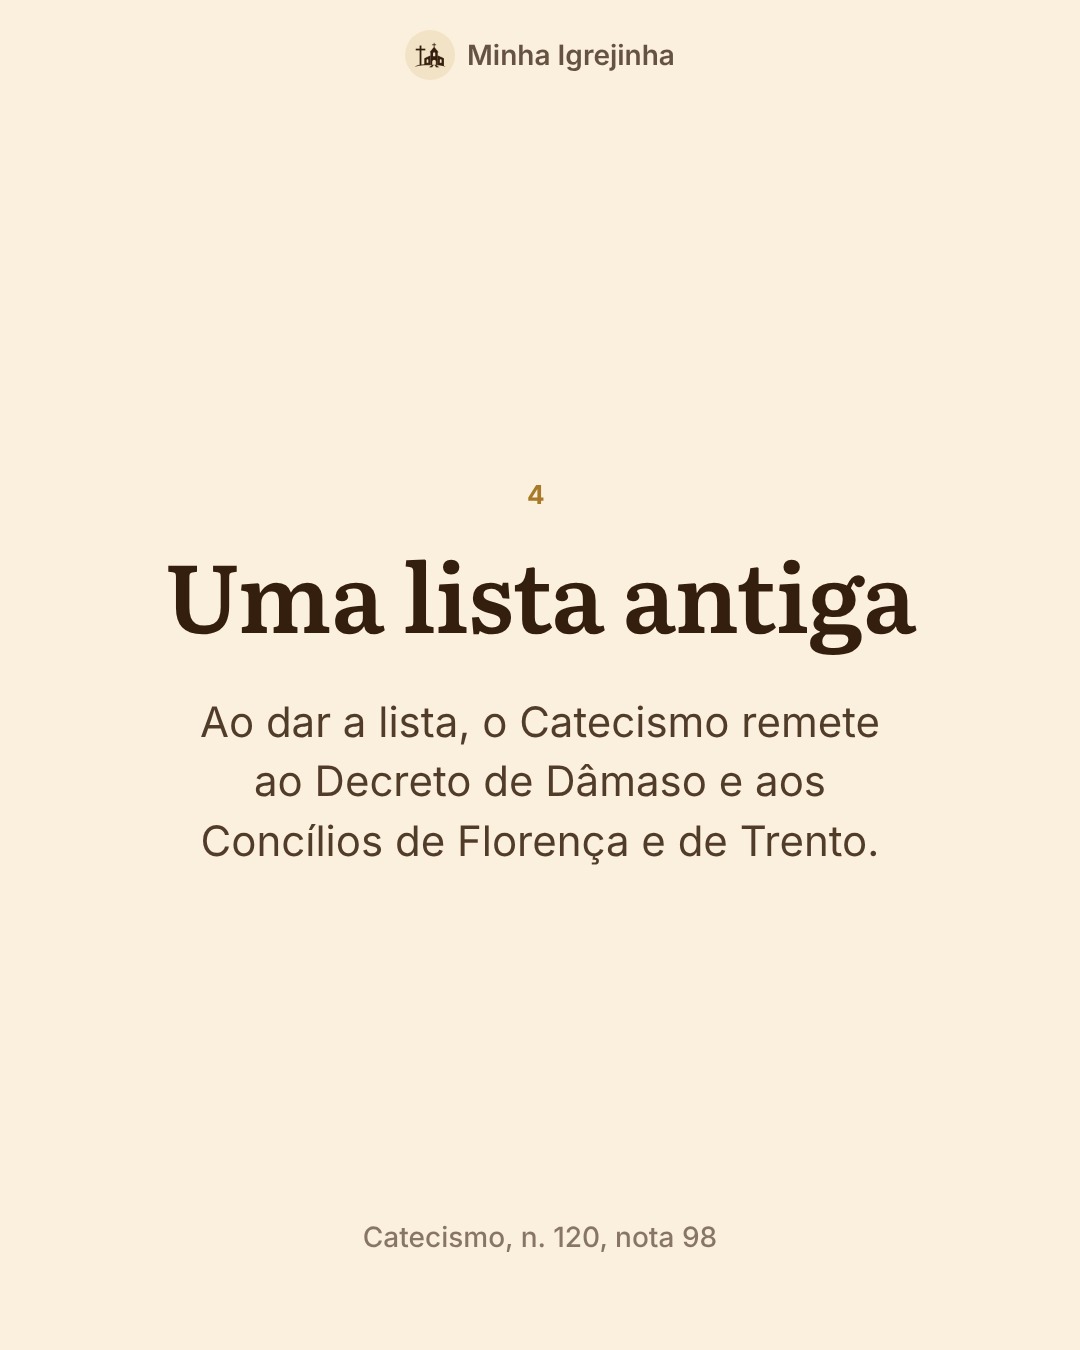 Minha Igrejinha
4
Uma lista antiga
Ao dar a lista, o Catecismo remete
ao Decreto de Dâmaso e aos
Concílios de Florença e de Trento.
Catecismo, n. 120, nota 98